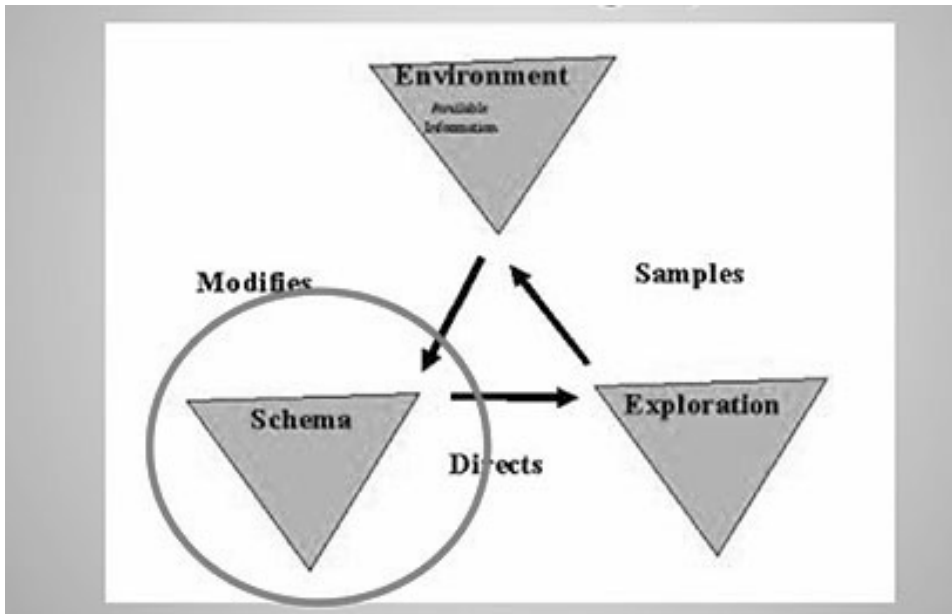 Environment
Available
Information
Modifies
Samples
Schema
Exploration
Directs